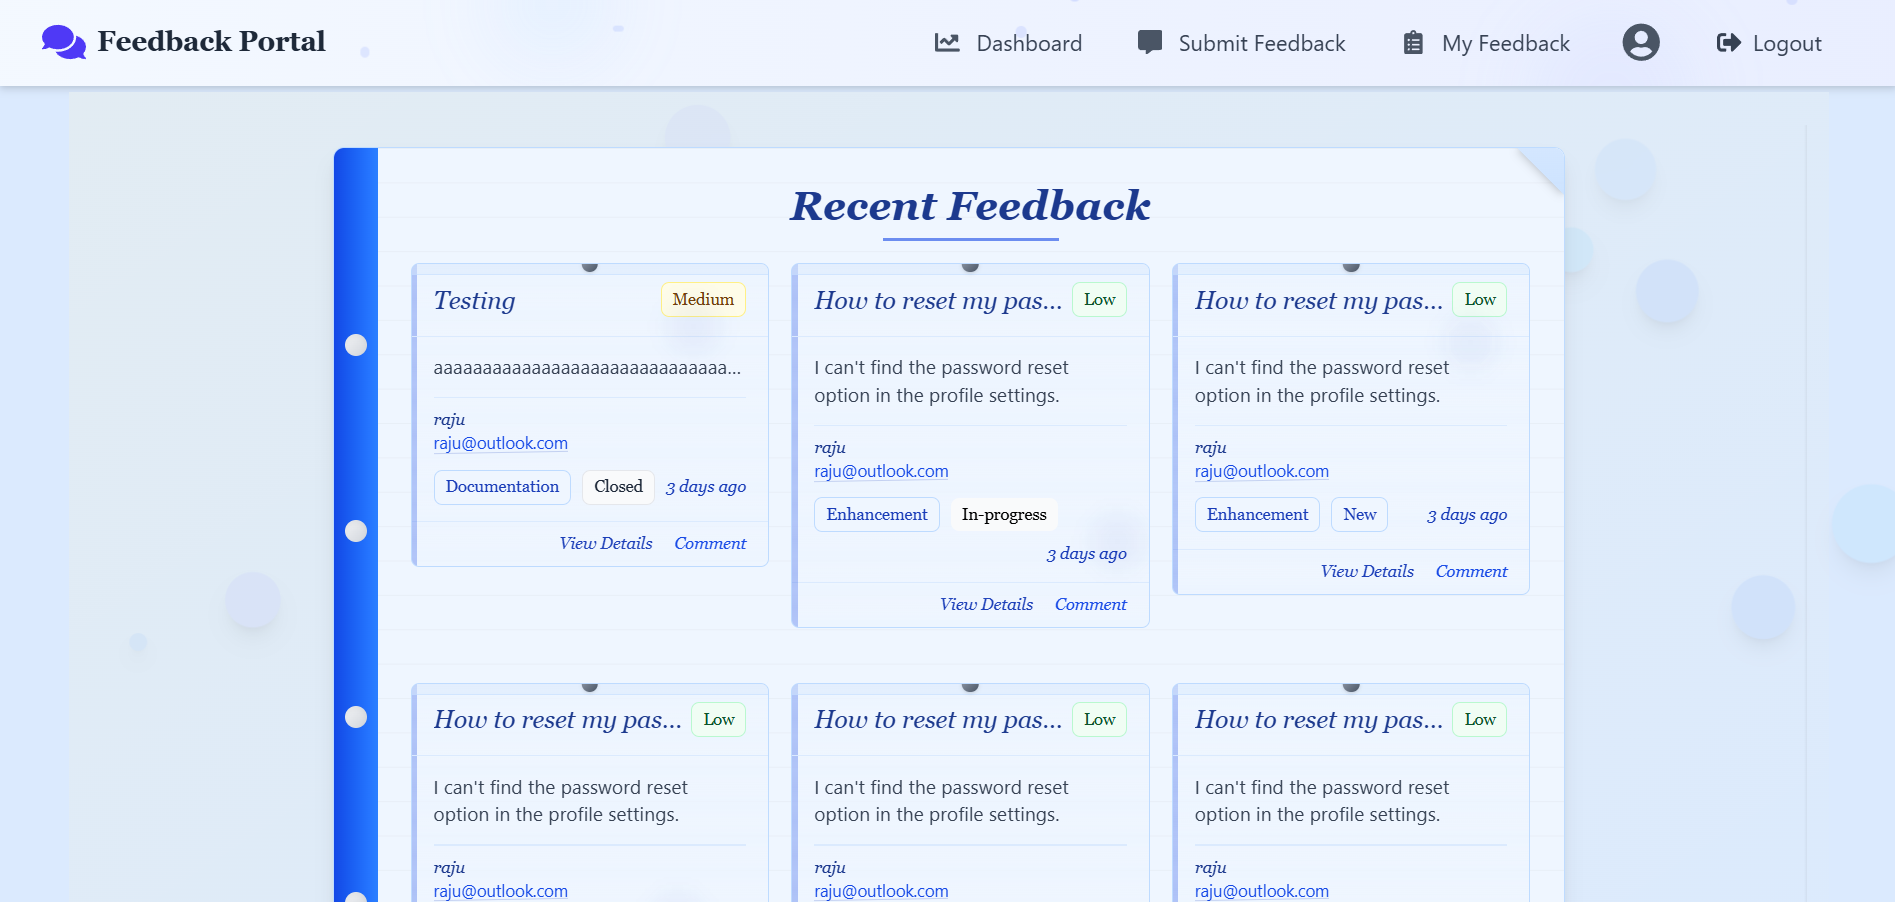 Feedback Portal
Dashboard
Submit Feedback
My Feedback
Logout
Recent Feedback
Testing
Medium
aaaaaaaaaaaaaaaaaaaaaaaaaaaaaa...
raju
raju@outlook.com
Documentation
Closed
3 days ago
View Details
Comment
How to reset my pas...
Low
I can't find the password reset
option in the profile settings.
raju
raju@outlook.com
Enhancement
In-progress
3 days ago
View Details
Comment
How to reset my pas...
Low
I can't find the password reset
option in the profile settings.
raju
raju@outlook.com
Enhancement
New
3 days ago
View Details
Comment
How to reset my pas...
Low
I can't find the password reset
option in the profile settings.
raju
raju@outlook.com
How to reset my pas...
Low
I can't find the password reset
option in the profile settings.
raju
raju@outlook.com
How to reset my pas...
Low
I can't find the password reset
option in the profile settings.
raju
raju@outlook.com